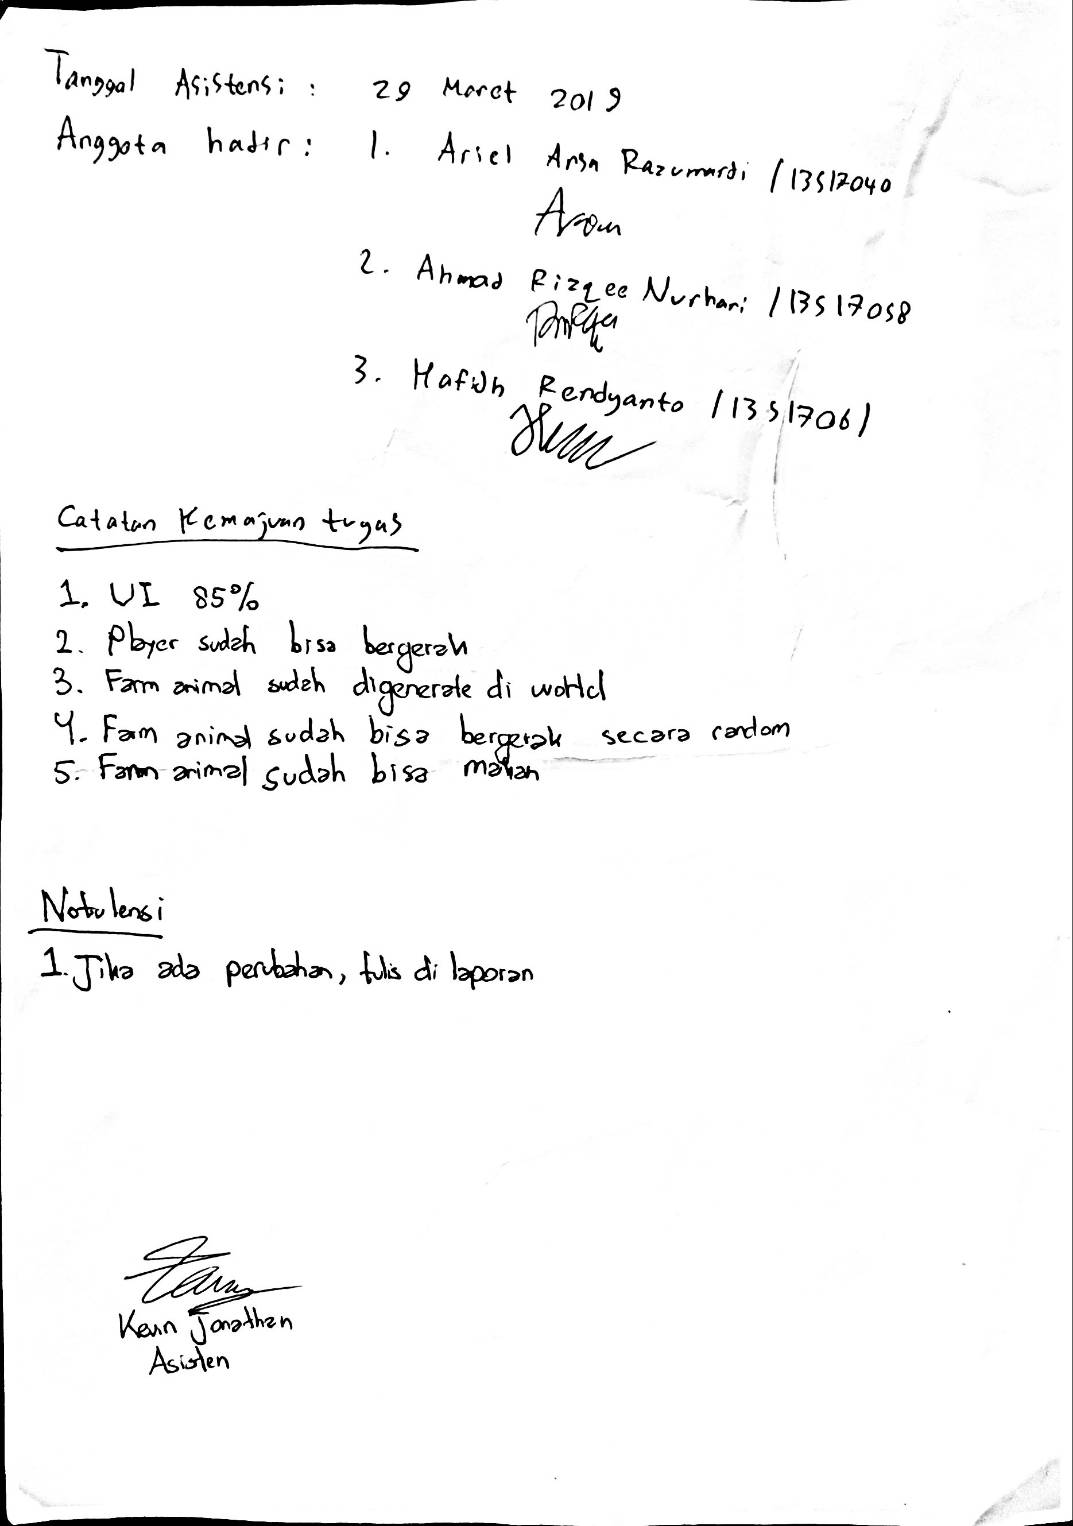 Tanggal Asistensi : 29 Maret 2019
Anggota hadir : 1. Ariel Ansa Razumardi / 13517040
2. Ahmad Rizqee Nurhani / 13517058
3. Hafidh Rendyanto / 13517061
Catatan Kemajuan tugas
1. UI 85%
2. Player sudah bisa bergerak
3. Farm animal sudah digenerate di world
4. Farm animal sudah bisa bergerak secara random
5. Farm animal sudah bisa makan
Notulensi
1. Jika ada perubahan, tulis di laporan
Kevin Jonathan
Asisten